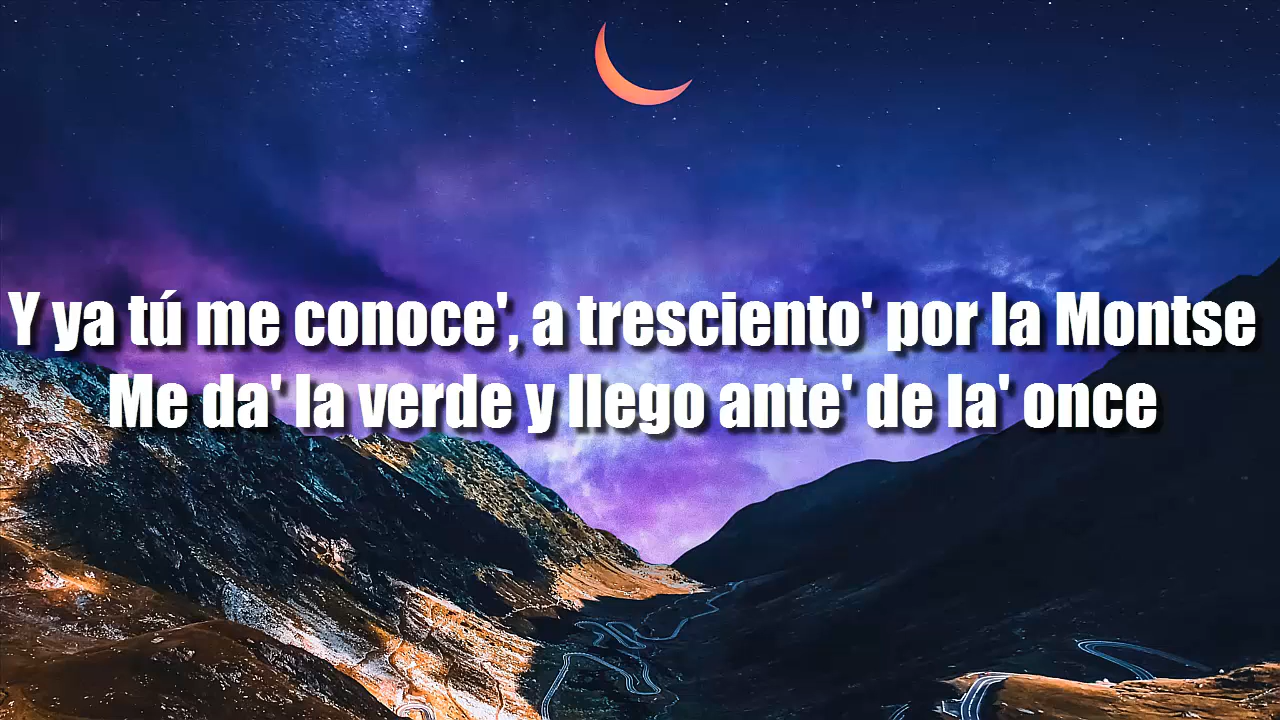 Y ya tú me conoce', a tresciento' por la Montse
Me da' la verde y llego ante' de la' once